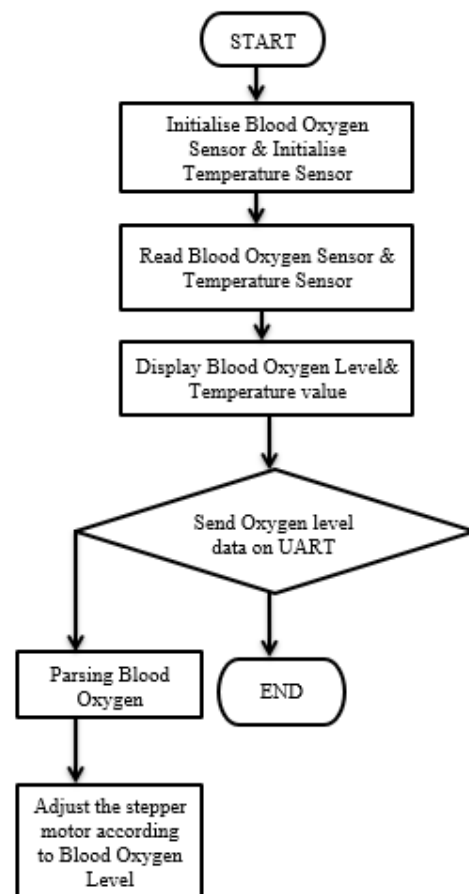 START
Initialise Blood Oxygen
Sensor & Initialise
Temperature Sensor
Read Blood Oxygen Sensor &
Temperature Sensor
Display Blood Oxygen Level&
Temperature value
Send Oxygen level
data on UART
Parsing Blood
Oxygen
END
Adjust the stepper
motor according
to Blood Oxygen
Level